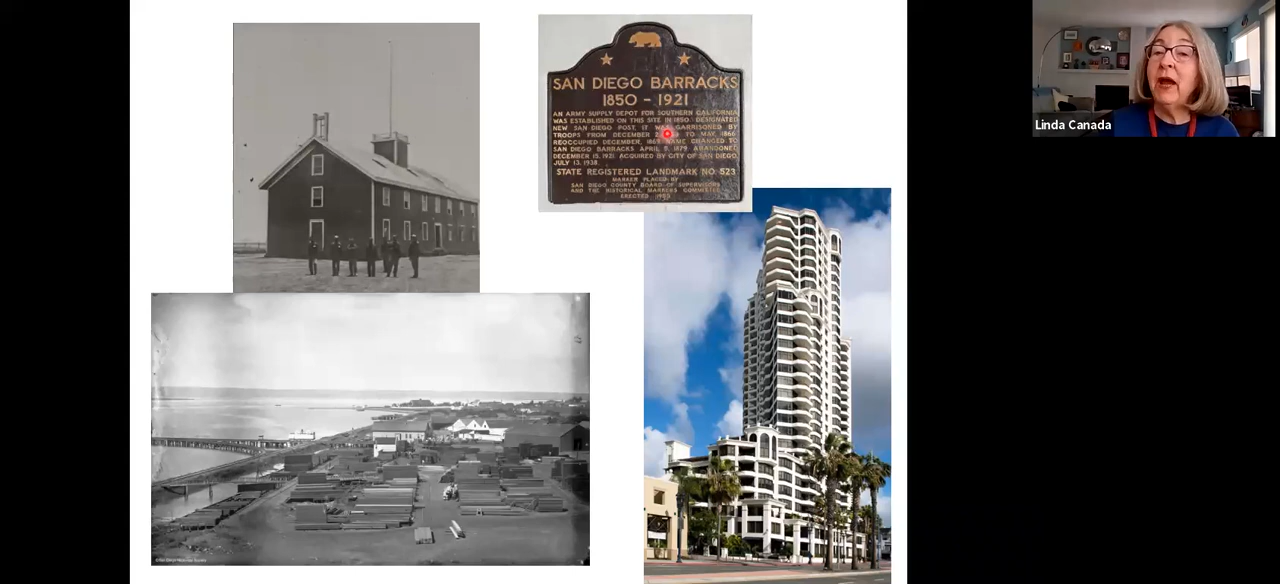 SAN DIEGO BARRACKS
1850 - 1921
AN ARMY SUPPLY DEPOT FOR SOUTHERN CALIFORNIA
WAS ESTABLISHED ON THIS SITE IN 1850. DESIGNATED
NEW SAN DIEGO POST, IT WAS GARRISONED BY
TROOPS FROM DECEMBER TO MAY, 1866.
REOCCUPIED DECEMBER, NAME CHANGED TO
SAN DIEGO BARRACKS APRIL 5, 1879. ABANDONED
DECEMBER 15, 1921. ACQUIRED BY CITY OF SAN DIEGO
JULY 13, 1938.
STATE REGISTERED LANDMARK NO. 523
MARKER PLACED BY
SAN DIEGO COUNTY BOARD OF SUPERVISORS
AND THE HISTORICAL MARKERS COMMITTEE
ERECTED
Linda Canada